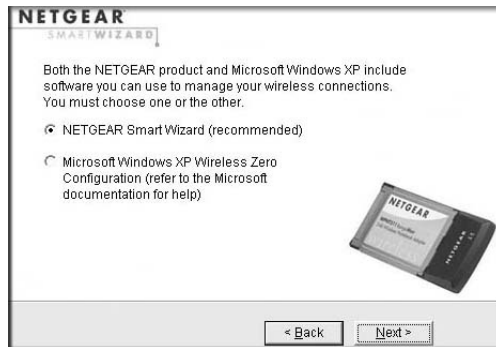 NETGEAR
SMARTWIZARD
Both the NETGEAR product and Microsoft Windows XP include
software you can use to manage your wireless connections.
You must choose one or the other.
NETGEAR Smart Wizard (recommended)
Microsoft Windows XP Wireless Zero
Configuration (refer to the Microsoft
documentation for help)
NETGEAR
NETGEAR
< Back
Next >